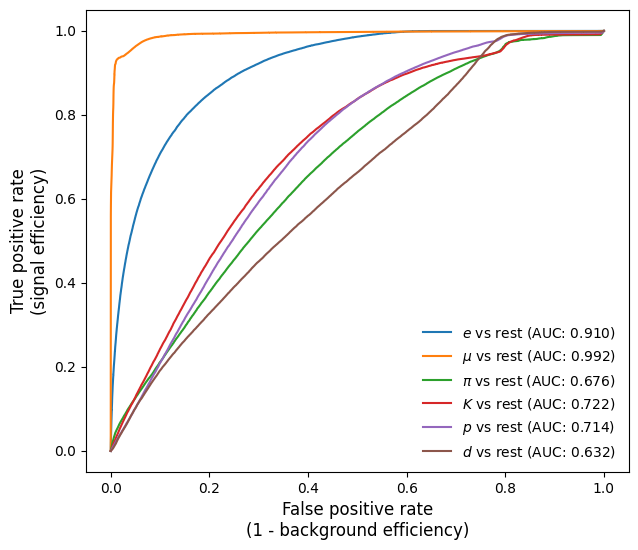 1.0
0.8
0.6
0.4
0.2
0.0
True positive rate
(signal efficiency)
e vs rest (AUC: 0.910)
μ vs rest (AUC: 0.992)
π vs rest (AUC: 0.676)
K vs rest (AUC: 0.722)
p vs rest (AUC: 0.714)
d vs rest (AUC: 0.632)
0.0 0.2 0.4 0.6 0.8 1.0
False positive rate
(1 - background efficiency)